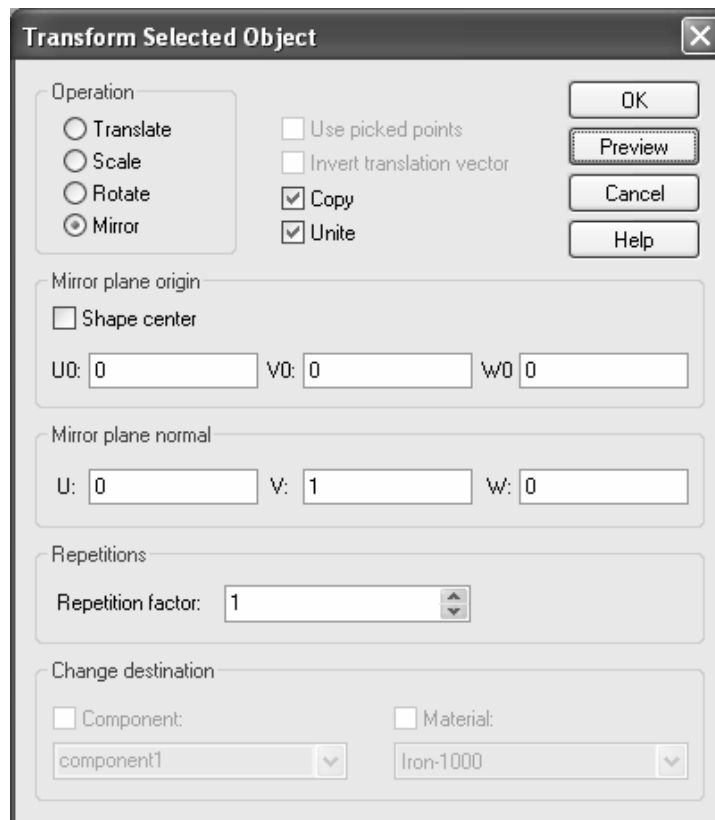 Transform Selected Object
Operation
Translate
Scale
Rotate
Mirror
Use picked points
Invert translation vector
Copy
Unite
OK
Preview
Cancel
Help
Mirror plane origin
Shape center
U0: 0 V0: 0 W0 0
Mirror plane normal
U: 0 V: 1 W: 0
Repetitions
Repetition factor: 1
Change destination
Component: Material:
component1 Iron-1000